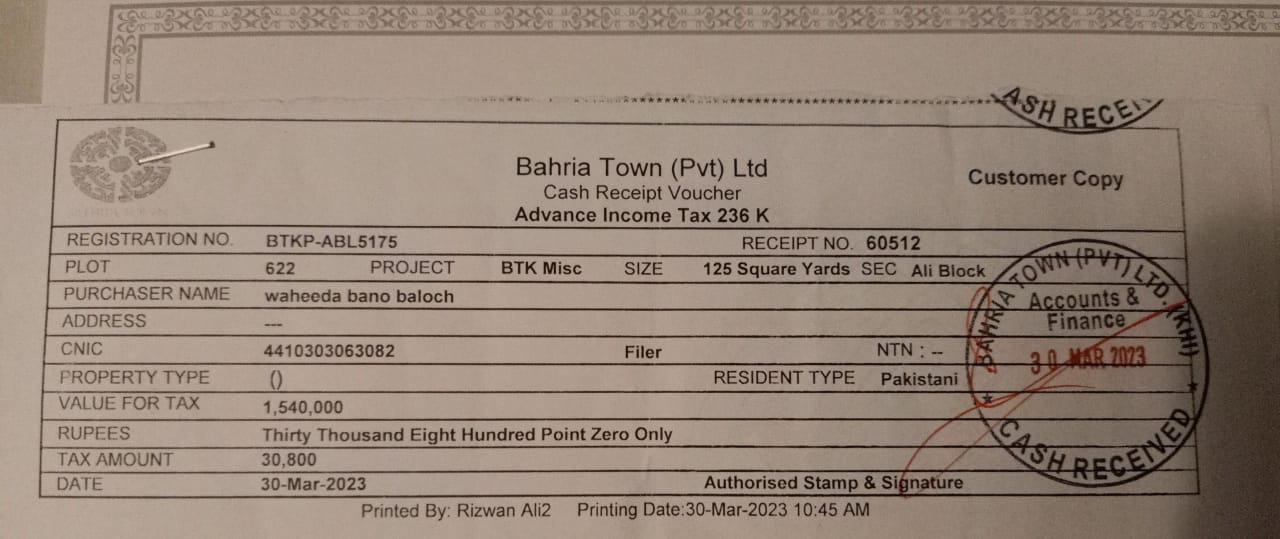 ASH RECEI
Bahria Town (Pvt) Ltd
Customer Copy
Cash Receipt Voucher
Advance Income Tax 236 K
REGISTRATION NO. BTKP-ABL5175 RECEIPT NO. 60512
PLOT 622 PROJECT BTK Misc SIZE 125 Square Yards SEC Ali Block
PURCHASER NAME waheeda bano baloch
ADDRESS ---
CNIC 4410303063082 Filer NTN : --
PROPERTY TYPE () RESIDENT TYPE Pakistani
VALUE FOR TAX 1,540,000
RUPEES Thirty Thousand Eight Hundred Point Zero Only
TAX AMOUNT 30,800
DATE 30-Mar-2023 Authorised Stamp & Signature
BAHRIA TOWN (PVT) LTD. (KHI)
Accounts &
Finance
30 MAR 2023
★ CASH RECEIVED ★
Printed By: Rizwan Ali2 Printing Date:30-Mar-2023 10:45 AM